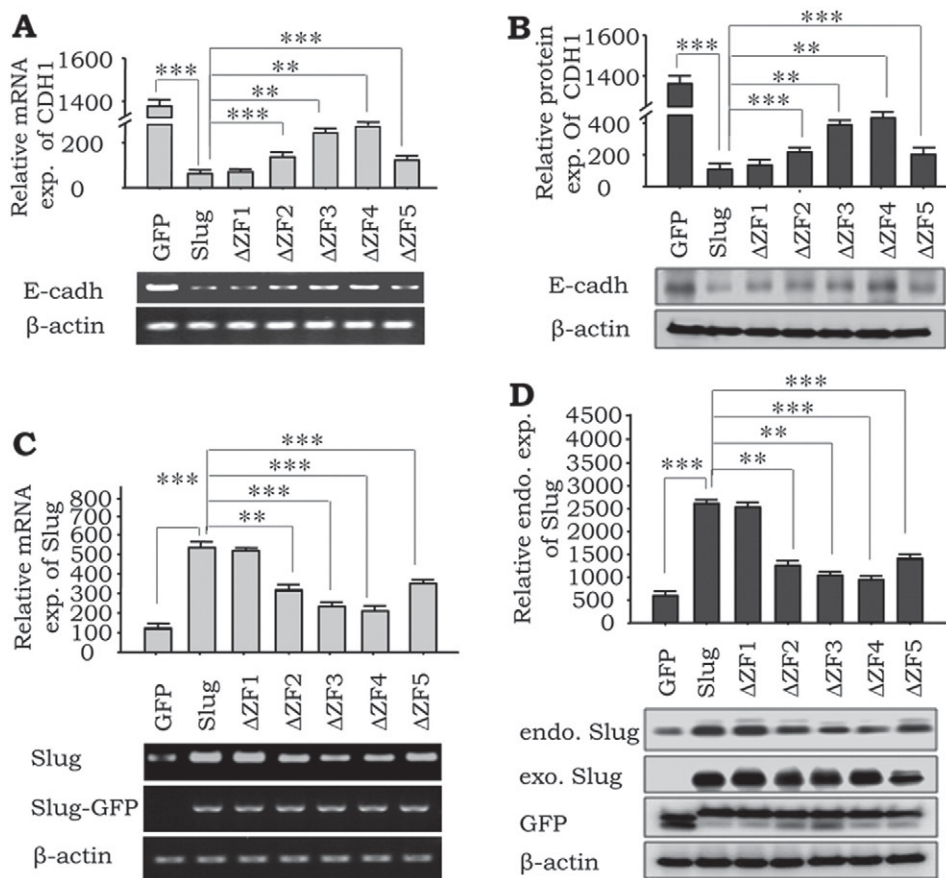 A
Relative mRNA
exp. of CDH1
1400
200
0
***
**
**
***
***
GFP
Slug
ΔZF1
ΔZF2
ΔZF3
ΔZF4
ΔZF5
E-cadh
β-actin
B
Relative protein
exp. Of CDH1
1600
1400
400
200
0
***
**
**
***
***
GFP
Slug
ΔZF1
ΔZF2
ΔZF3
ΔZF4
ΔZF5
E-cadh
β-actin
C
Relative mRNA
exp. of Slug
800
700
600
500
400
300
200
100
0
***
***
***
***
**
GFP
Slug
ΔZF1
ΔZF2
ΔZF3
ΔZF4
ΔZF5
Slug
Slug-GFP
β-actin
D
Relative endo. exp.
of Slug
4500
4000
3500
3000
2500
2000
1500
1000
500
0
***
***
**
***
**
GFP
Slug
ΔZF1
ΔZF2
ΔZF3
ΔZF4
ΔZF5
endo. Slug
exo. Slug
GFP
β-actin